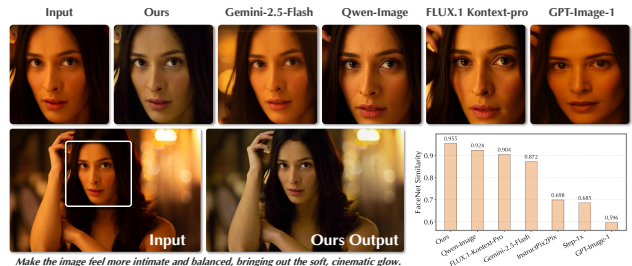 Input Ours Gemini-2.5-Flash Qwen-Image FLUX.1 Kontext-pro GPT-Image-1
Input
Ours Output
Make the image feel more intimate and balanced, bringing out the soft, cinematic glow.
FaceNet Similarity
0.9
0.8
0.7
0.6
0.955
0.924
0.904
0.872
0.698
0.685
0.596
Ours
Qwen-Image
FLUX.1-Kontext-Pro
Gemini-2.5-Flash
InstructPix2Pix
Step-1x
GPT-Image-1